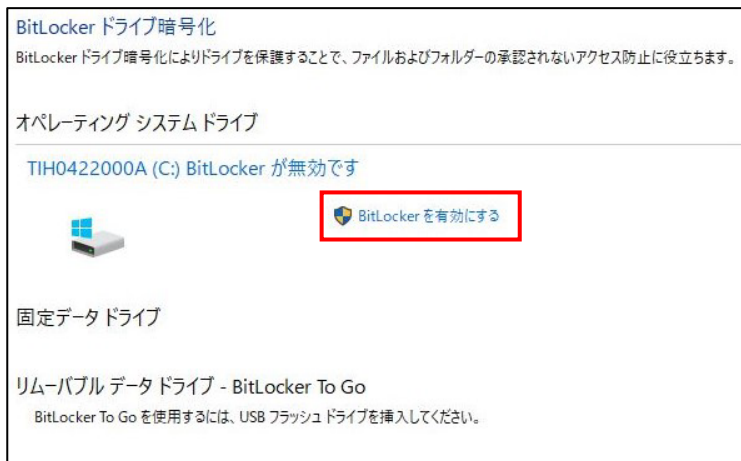 BitLocker ドライブ暗号化
BitLocker ドライブ暗号化によりドライブを保護することで、ファイルおよびフォルダーの承認されないアクセス防止に役立ちます。
オペレーティング システム ドライブ
TIH0422000A (C:) BitLocker が無効です
BitLocker を有効にする
固定データ ドライブ
リムーバブル データ ドライブ - BitLocker To Go
BitLocker To Go を使用するには、USB フラッシュ ドライブを挿入してください。